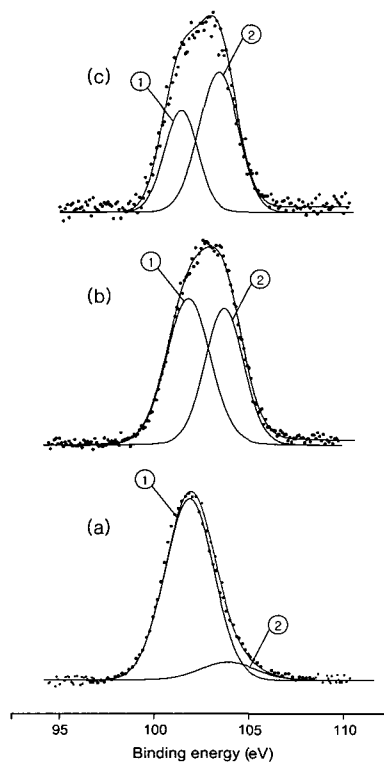 (c)
①
②
(b)
①
②
(a)
①
②
95 100 105 110
Binding energy (eV)